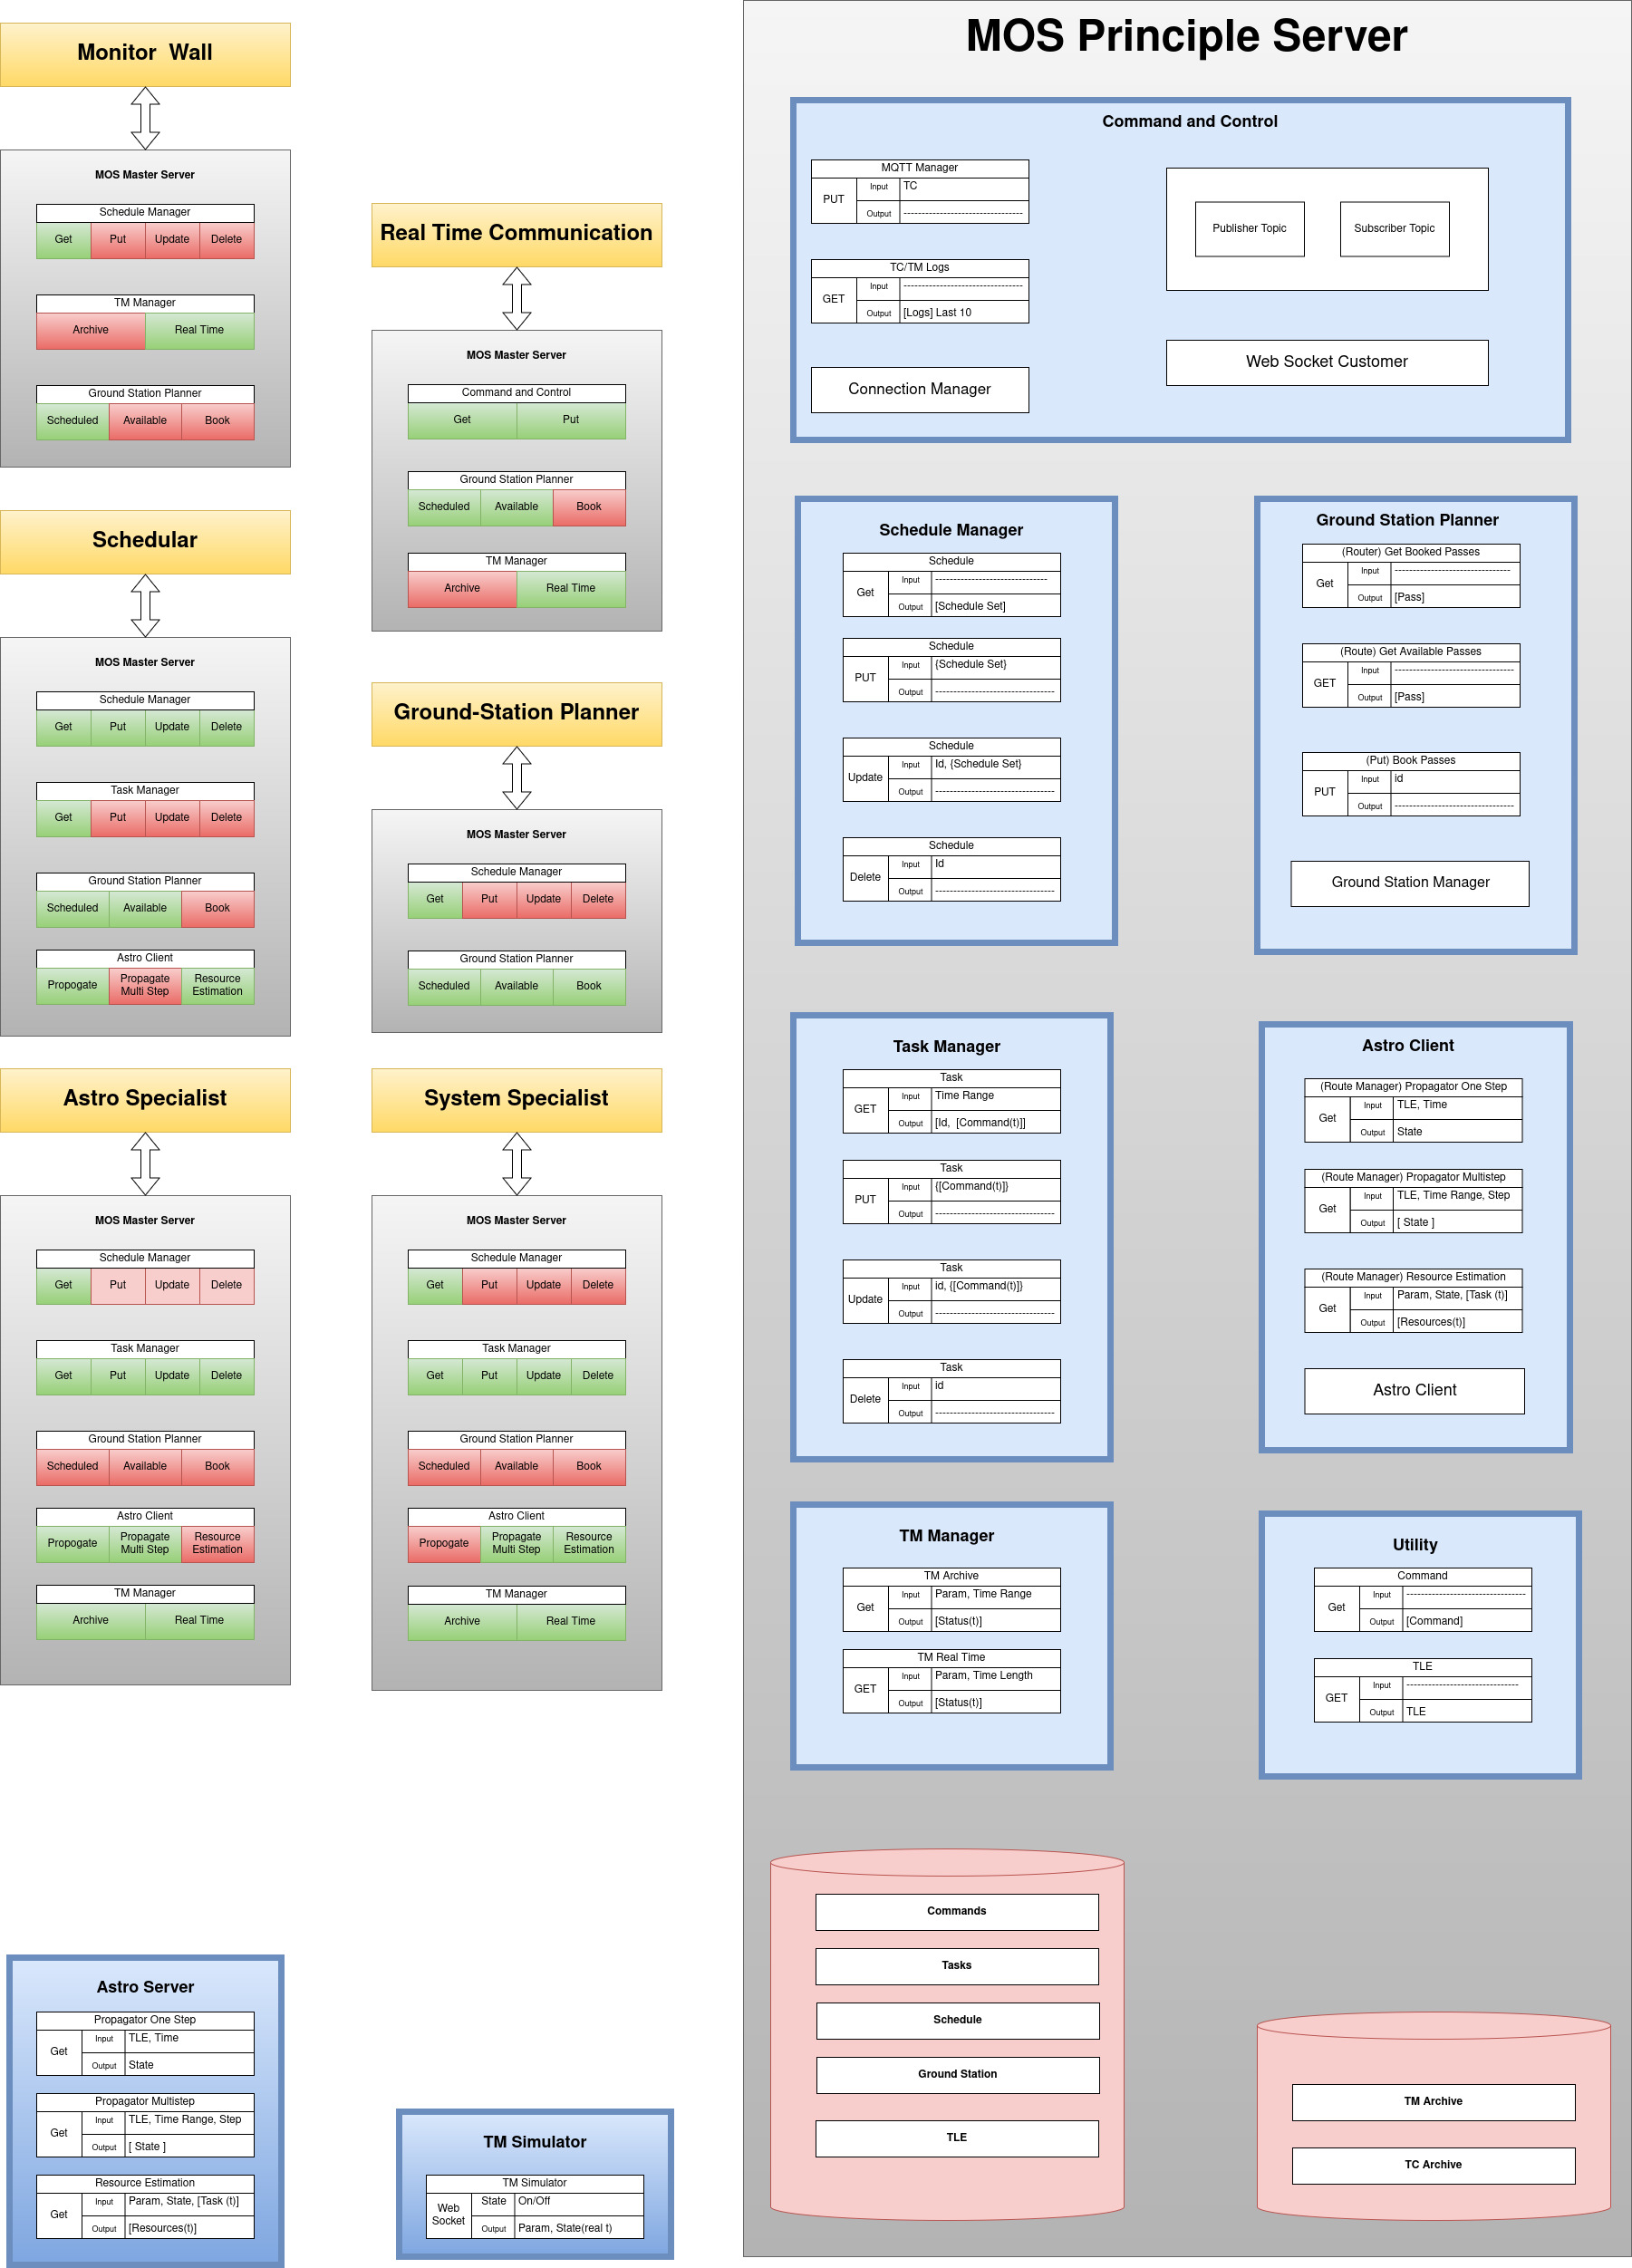 Monitor  Wall
MOS Master Server
Schedule Manager
Get Put Update Delete
TM Manager
Archive Real Time
Ground Station Planner
Scheduled Available Book
Schedular
MOS Master Server
Schedule Manager
Get Put Update Delete
Task Manager
Get Put Update Delete
Ground Station Planner
Scheduled Available Book
Astro Client
Propogate Propagate Multi Step Resource Estimation
Astro Specialist
MOS Master Server
Schedule Manager
Get Put Update Delete
Task Manager
Get Put Update Delete
Ground Station Planner
Scheduled Available Book
Astro Client
Propogate Propagate Multi Step Resource Estimation
TM Manager
Archive Real Time
Astro Server
Propagator One Step
Get
Input TLE, Time
Output State
Propagator Multistep
Get
Input TLE, Time Range, Step
Output [ State ]
Resource Estimation
Get
Input Param, State, [Task (t)]
Output [Resources(t)]
Real Time Communication
MOS Master Server
Command and Control
Get Put
Ground Station Planner
Scheduled Available Book
TM Manager
Archive Real Time
Ground-Station Planner
MOS Master Server
Schedule Manager
Get Put Update Delete
Ground Station Planner
Scheduled Available Book
System Specialist
MOS Master Server
Schedule Manager
Get Put Update Delete
Task Manager
Get Put Update Delete
Ground Station Planner
Scheduled Available Book
Astro Client
Propogate Propagate Multi Step Resource Estimation
TM Manager
Archive Real Time
TM Simulator
TM Simulator
Web Socket
State On/Off
Output Param, State(real t)
MOS Principle Server
Command and Control
MQTT Manager
PUT
Input TC
Output ---------------------------------
TC/TM Logs
GET
Input ---------------------------------
Output [Logs] Last 10
Connection Manager
Publisher Topic Subscriber Topic
Web Socket Customer
Schedule Manager
Schedule
Get
Input -------------------------------
Output [Schedule Set]
Schedule
PUT
Input {Schedule Set}
Output ---------------------------------
Schedule
Update
Input Id, {Schedule Set}
Output ---------------------------------
Schedule
Delete
Input Id
Output ---------------------------------
Ground Station Planner
(Router) Get Booked Passes
Get
Input --------------------------------
Output [Pass]
(Route) Get Available Passes
GET
Input ---------------------------------
Output [Pass]
(Put) Book Passes
PUT
Input id
Output ---------------------------------
Ground Station Manager
Task Manager
Task
GET
Input Time Range
Output [Id,  [Command(t)]]
Task
PUT
Input {[Command(t)]}
Output ---------------------------------
Task
Update
Input id, {[Command(t)]}
Output ---------------------------------
Task
Delete
Input id
Output ---------------------------------
Astro Client
(Route Manager) Propagator One Step
Get
Input TLE, Time
Output State
(Route Manager) Propagator Multistep
Get
Input TLE, Time Range, Step
Output [ State ]
(Route Manager) Resource Estimation
Get
Input Param, State, [Task (t)]
Output [Resources(t)]
Astro Client
TM Manager
TM Archive
Get
Input Param, Time Range
Output [Status(t)]
TM Real Time
GET
Input Param, Time Length
Output [Status(t)]
Utility
Command
Get
Input ---------------------------------
Output [Command]
TLE
GET
Input -------------------------------
Output TLE
Commands
Tasks
Schedule
Ground Station
TLE
TM Archive
TC Archive